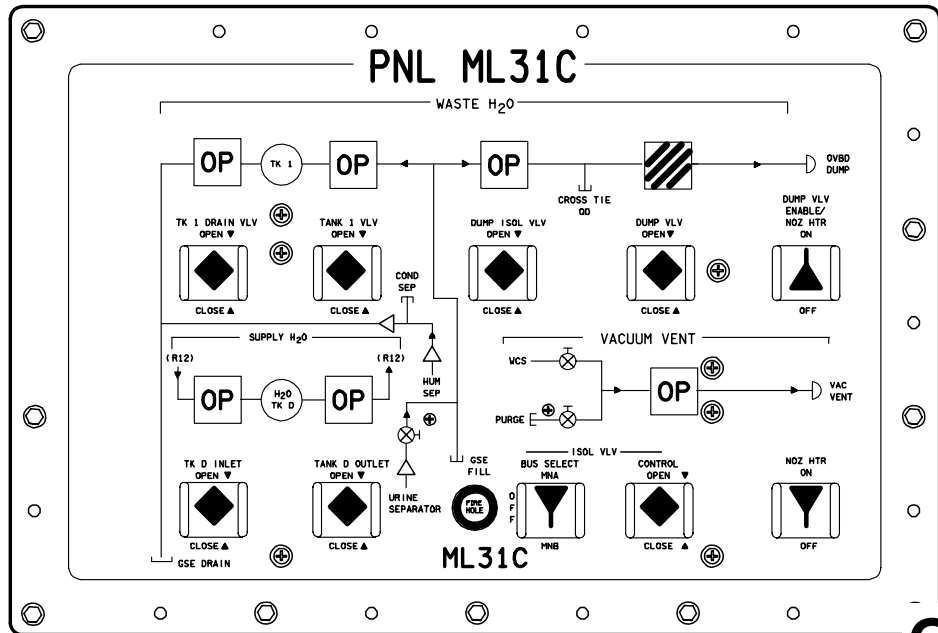 PNL ML31C
WASTE H2O
OP
TK 1
OP
OP
OVBD
DUMP
CROSS TIE
QD
TK 1 DRAIN VLV
OPEN ▼
CLOSE ▲
TANK 1 VLV
OPEN ▼
CLOSE ▲
DUMP ISOL VLV
OPEN ▼
CLOSE ▲
DUMP VLV
OPEN ▼
CLOSE ▲
DUMP VLV
ENABLE/
NOZ HTR
ON
OFF
COND
SEP
HUM
SEP
SUPPLY H2O
(R12)
(R12)
OP
H2O
TK D
OP
VACUUM VENT
WCS
PURGE
OP
VAC
VENT
TK D INLET
OPEN ▼
CLOSE ▲
TANK D OUTLET
OPEN ▼
CLOSE ▲
URINE
SEPARATOR
GSE
FILL
FIRE
HOLE
ISOL VLV
BUS SELECT
MNA
OFF
MNB
CONTROL
OPEN ▼
CLOSE ▲
NOZ HTR
ON
OFF
GSE DRAIN
ML31C